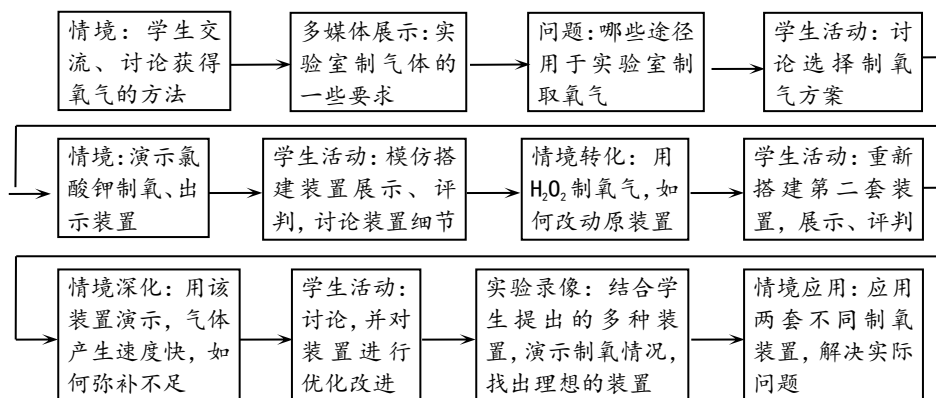 情境：学生交
流、讨论获得
氧气的方法
多媒体展示：实
验室制气体的
一些要求
问题：哪些途径
用于实验室制
取氧气
学生活动：讨
论选择制氧
气方案
情境：演示氯
酸钾制氧、出
示装置
学生活动：模仿搭
建装置展示、评
判，讨论装置细节
情境转化：用
H₂O₂制氧气，如
何改动原装置
学生活动：重新
搭建第二套装
置，展示、评判
情境深化：用该
装置演示，气体
产生速度快，如
何弥补不足
学生活动：
讨论，并对
装置进行
优化改进
实验录像：结合学
生提出的多种装
置，演示制氧情况，
找出理想的装置
情境应用：应用
两套不同制氧
装置，解决实际
问题